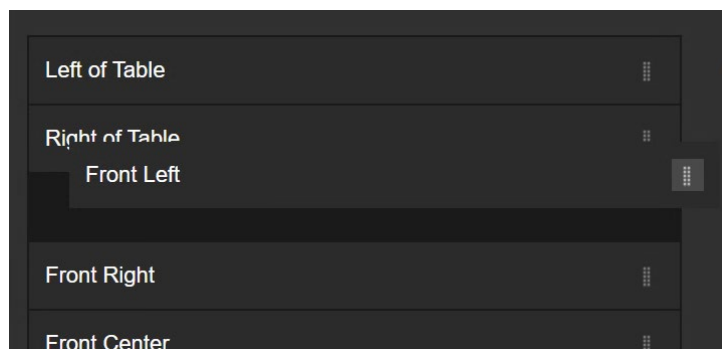 Left of Table
Right of Table
Front Left
Front Right
Front Center